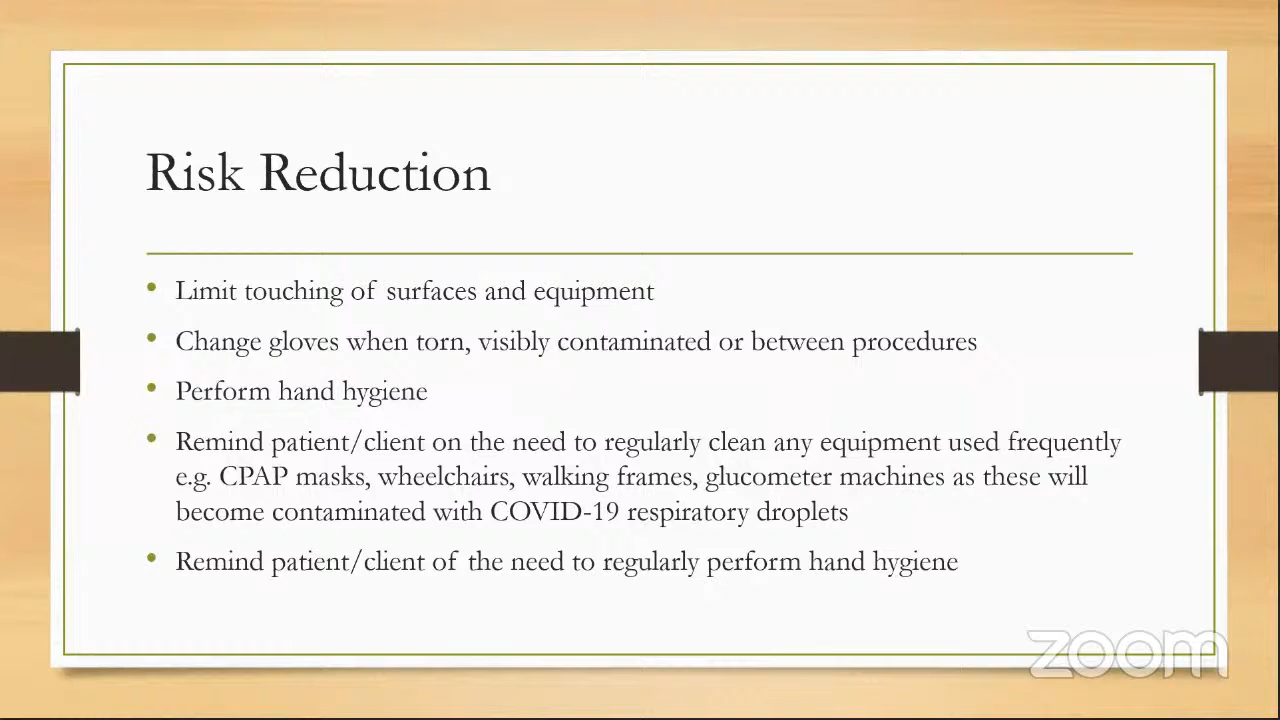 Risk Reduction
• Limit touching of surfaces and equipment
• Change gloves when torn, visibly contaminated or between procedures
• Perform hand hygiene
• Remind patient/client on the need to regularly clean any equipment used frequently
e.g. CPAP masks, wheelchairs, walking frames, glucometer machines as these will
become contaminated with COVID-19 respiratory droplets
• Remind patient/client of the need to regularly perform hand hygiene
zoom